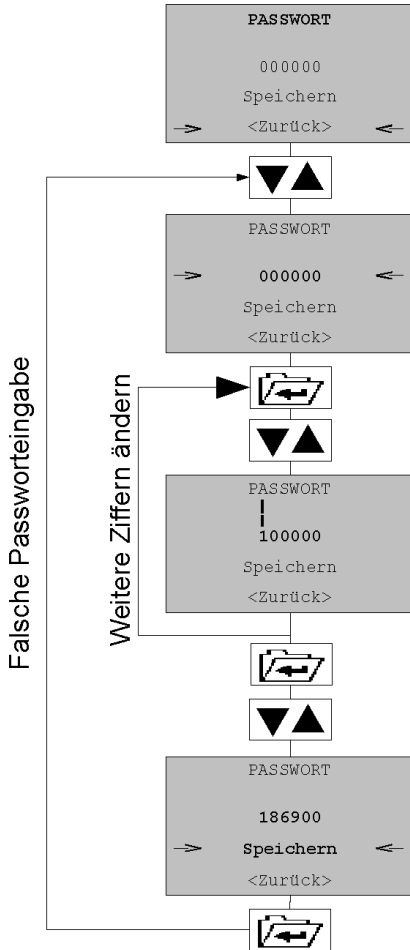 PASSWORT
000000
Speichern
<Zurück>
PASSWORT
000000
Speichern
<Zurück>
PASSWORT
100000
Speichern
<Zurück>
PASSWORT
186900
Speichern
<Zurück>
Falsche Passworteingabe
Weitere Ziffern ändern